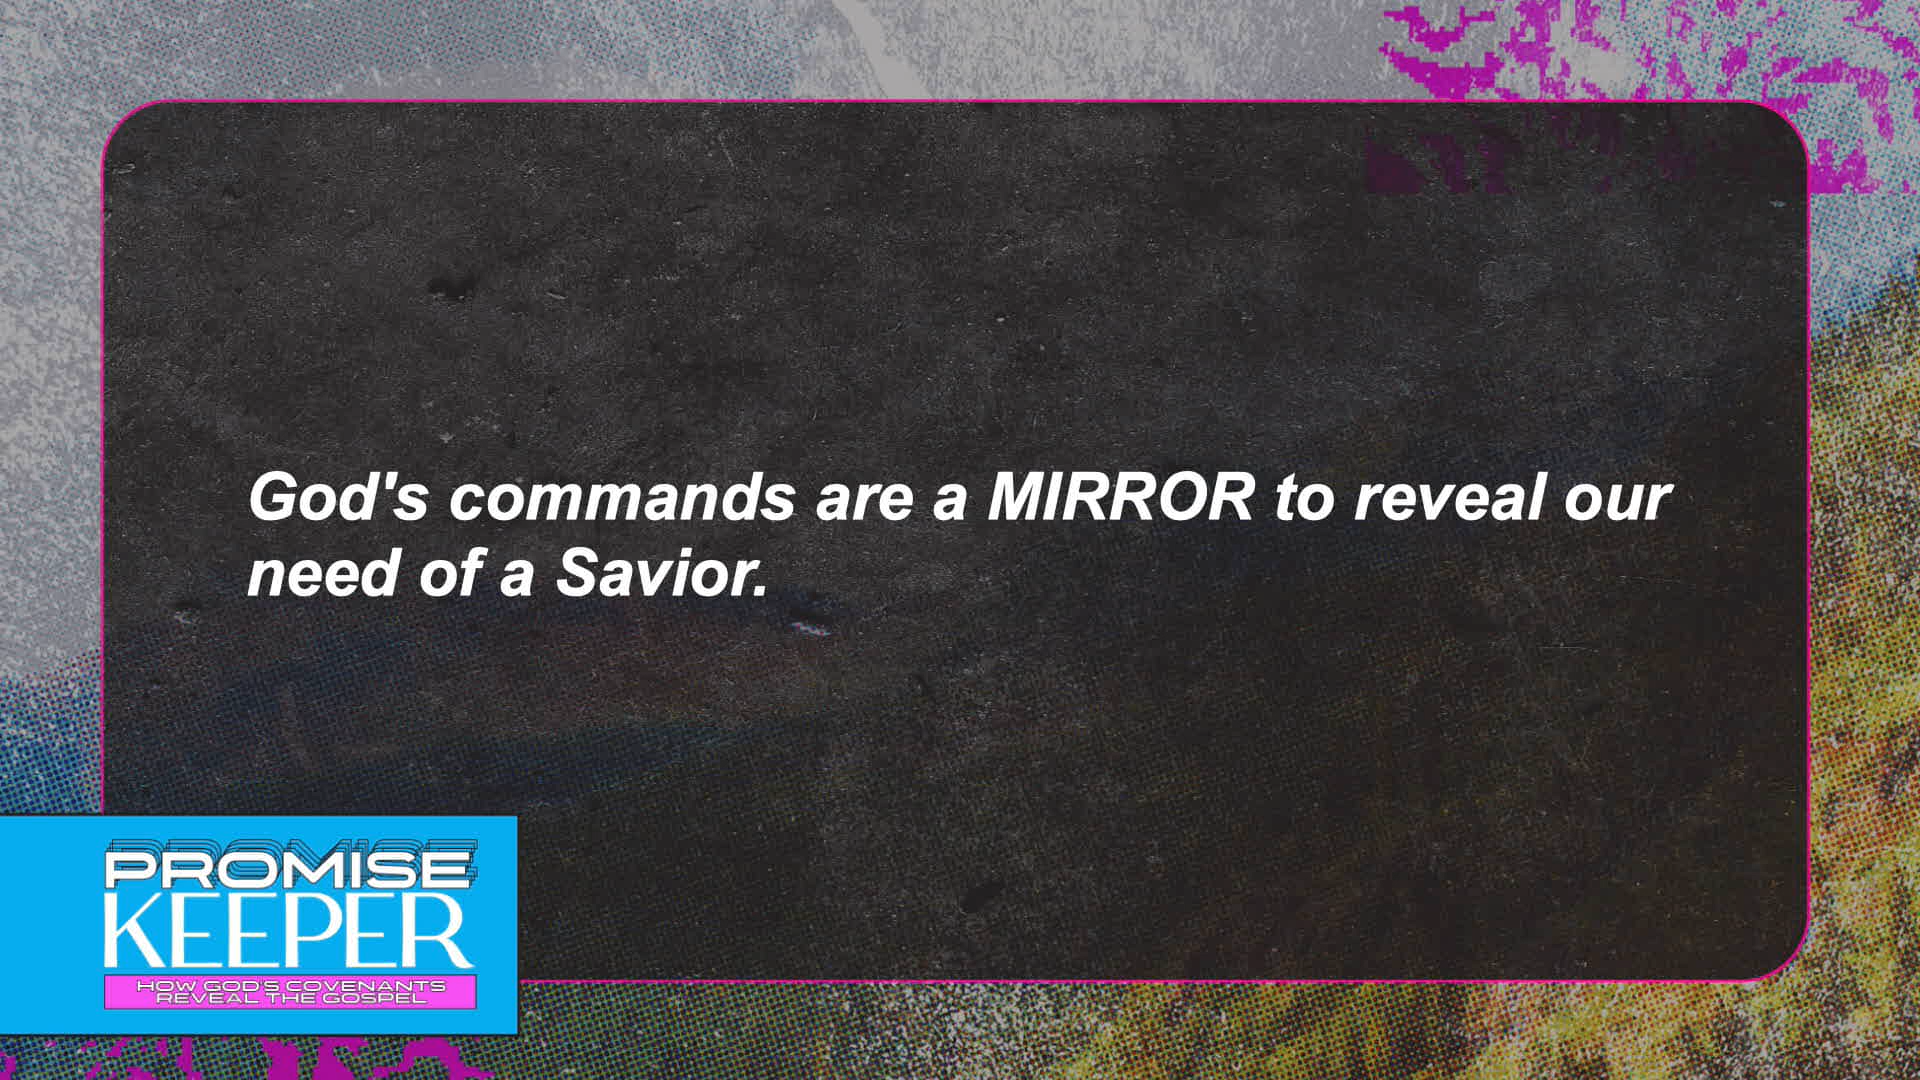 God's commands are a MIRROR to reveal our
need of a Savior.
PROMISE
KEEPER
HOW GOD'S COVENANTS
REVEAL THE GOSPEL